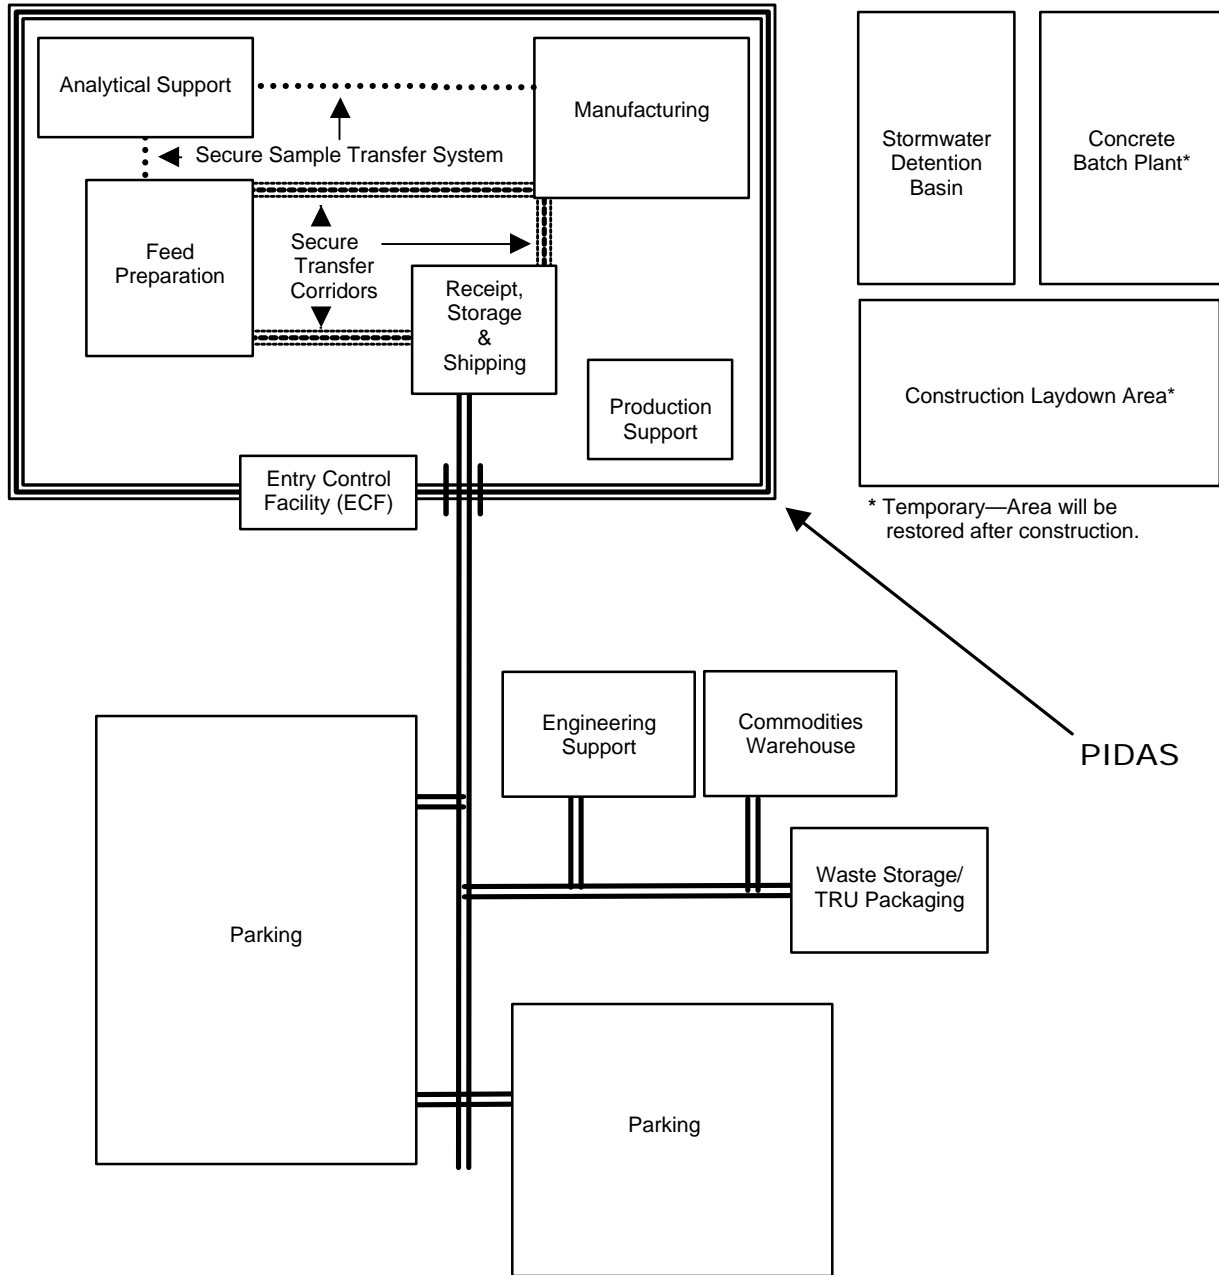 Analytical Support
Manufacturing
Secure Sample Transfer System
Feed
Preparation
Secure
Transfer
Corridors
Receipt,
Storage
&
Shipping
Production
Support
Entry Control
Facility (ECF)
Stormwater
Detention
Basin
Concrete
Batch Plant*
Construction Laydown Area*
* Temporary—Area will be
restored after construction.
PIDAS
Engineering
Support
Commodities
Warehouse
Waste Storage/
TRU Packaging
Parking
Parking